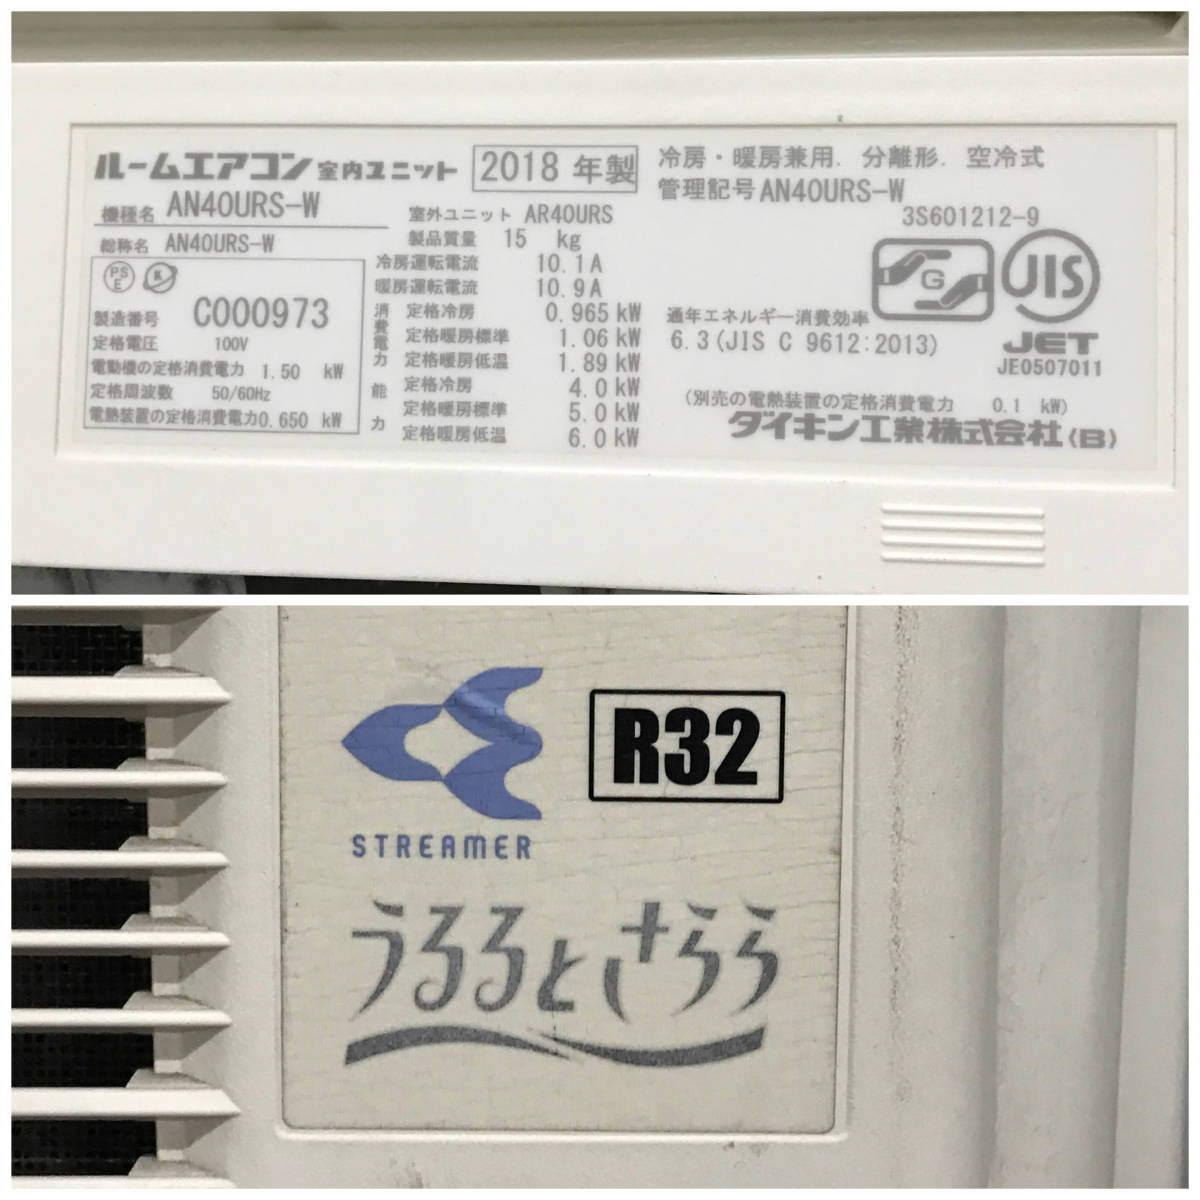 ルームエアコン 室内ユニット 2018 年製
機種名 AN40URS-W
総称名 AN40URS-W
PS
E
K
製造番号 C000973
定格電圧 100V
電動機の定格消費電力 1.50 kW
定格周波数 50/60Hz
電熱装置の定格消費電力0.650 kW
室外ユニット AR40URS
製品質量 15 kg
冷房運転電流 10.1A
暖房運転電流 10.9A
消費電力 定格冷房 0.965 kW
定格暖房標準 1.06 kW
定格暖房低温 1.89 kW
能力 定格冷房 4.0 kW
定格暖房標準 5.0 kW
定格暖房低温 6.0 kW
冷房・暖房兼用. 分離形. 空冷式
管理記号 AN40URS-W
3S601212-9
G
JIS
JET
JE0507011
通年エネルギー消費効率
6.3(JIS C 9612:2013)
(別売の電熱装置の定格消費電力 0.1 kW)
ダイキン工業株式会社(B)
R32
STREAMER
うるるとさらら